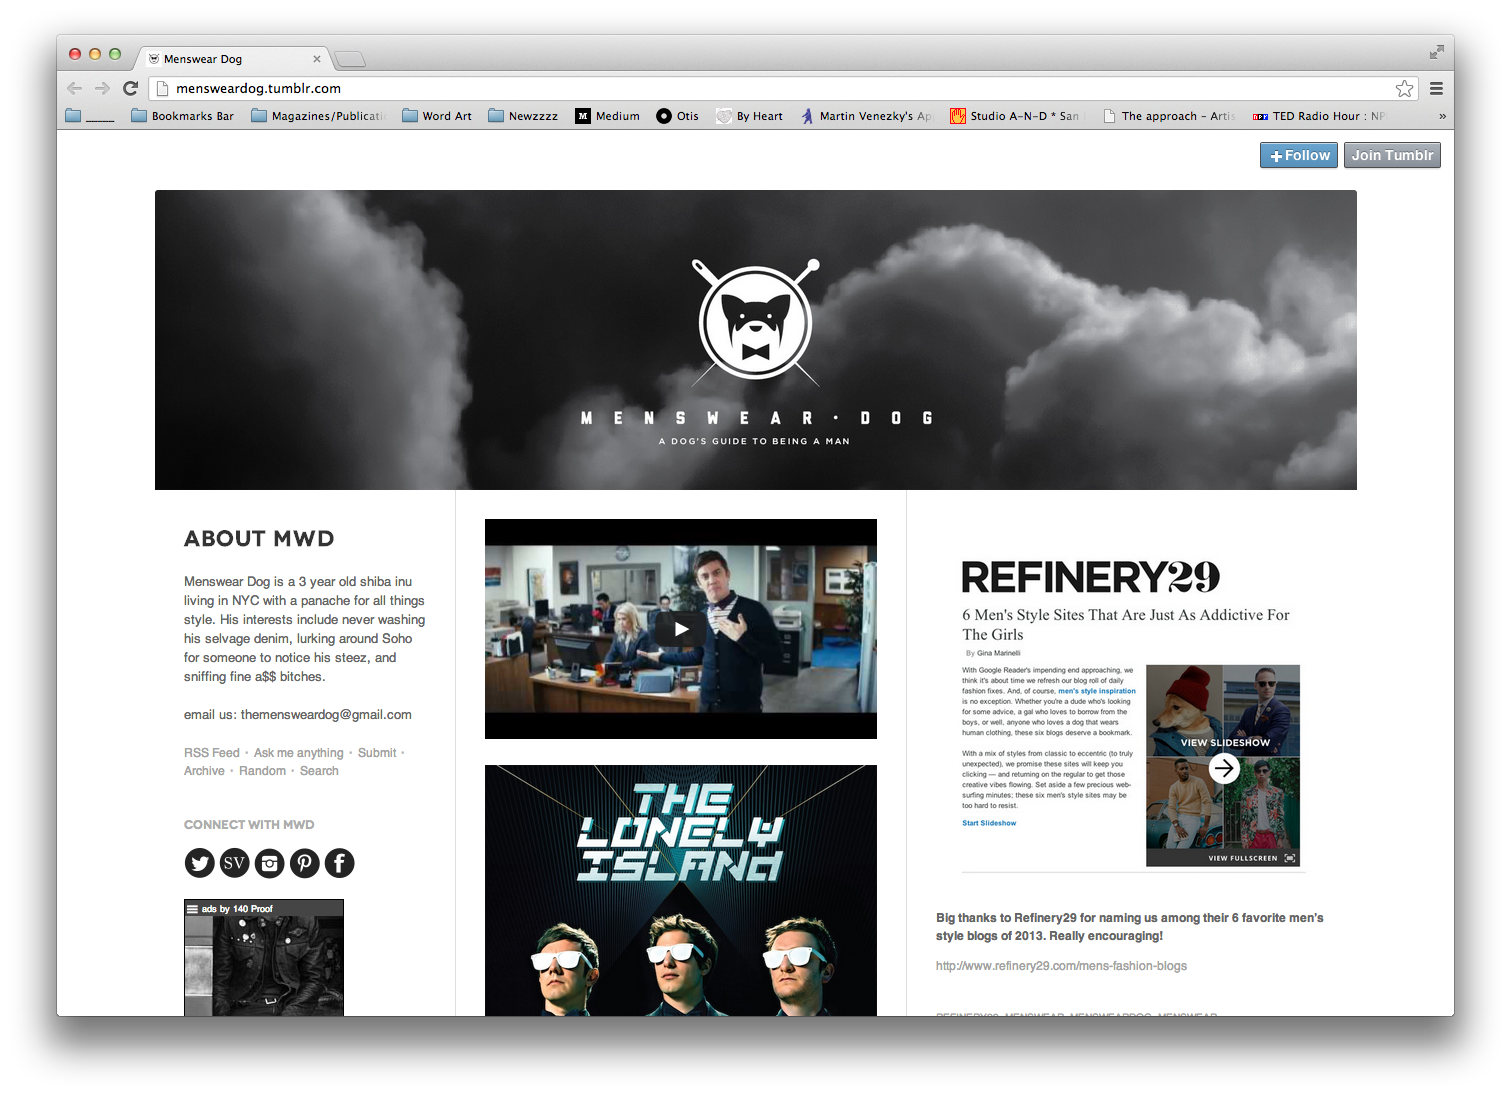 Menswear Dog
mensweardog.tumblr.com
Bookmarks Bar
Magazines/Publicati
Word Art
Newzzzz
M Medium
Otis
By Heart
Martin Venezky's Ap
Studio A-N-D * San
The approach – Artis
TED Radio Hour : NP
»
Follow
Join Tumblr
MENSWEAR · DOG
A DOG'S GUIDE TO BEING A MAN
ABOUT MWD
Menswear Dog is a 3 year old shiba inu
living in NYC with a panache for all things
style. His interests include never washing
his selvage denim, lurking around Soho
for someone to notice his steez, and
sniffing fine a$$ bitches.
email us: themensweardog@gmail.com
RSS Feed • Ask me anything • Submit •
Archive • Random • Search
CONNECT WITH MWD
SV
ads by 140 Proof
THE
LONELY
ISLAND
REFINERY29
6 Men's Style Sites That Are Just As Addictive For
The Girls
By Gina Marinelli
With Google Reader's impending end approaching, we
think it's about time we refresh our blog roll of daily
fashion fixes. And, of course, men's style inspiration
is no exception. Whether you're a dude who's looking
for some advice, a gal who loves to borrow from the
boys, or well, anyone who loves a dog that wears
human clothing, these six blogs deserve a bookmark.
With a mix of styles from classic to eccentric (to truly
unexpected), we promise these sites will keep you
clicking — and returning on the regular to get those
creative vibes flowing. Set aside a few precious web-
surfing minutes; these six men's style sites may be
too hard to resist.
Start Slideshow
VIEW SLIDESHOW
VIEW FULLSCREEN
Big thanks to Refinery29 for naming us among their 6 favorite men's
style blogs of 2013. Really encouraging!
http://www.refinery29.com/mens-fashion-blogs
REFINERY29 MENSWEAR MENSWEARDOG MENSWEAR